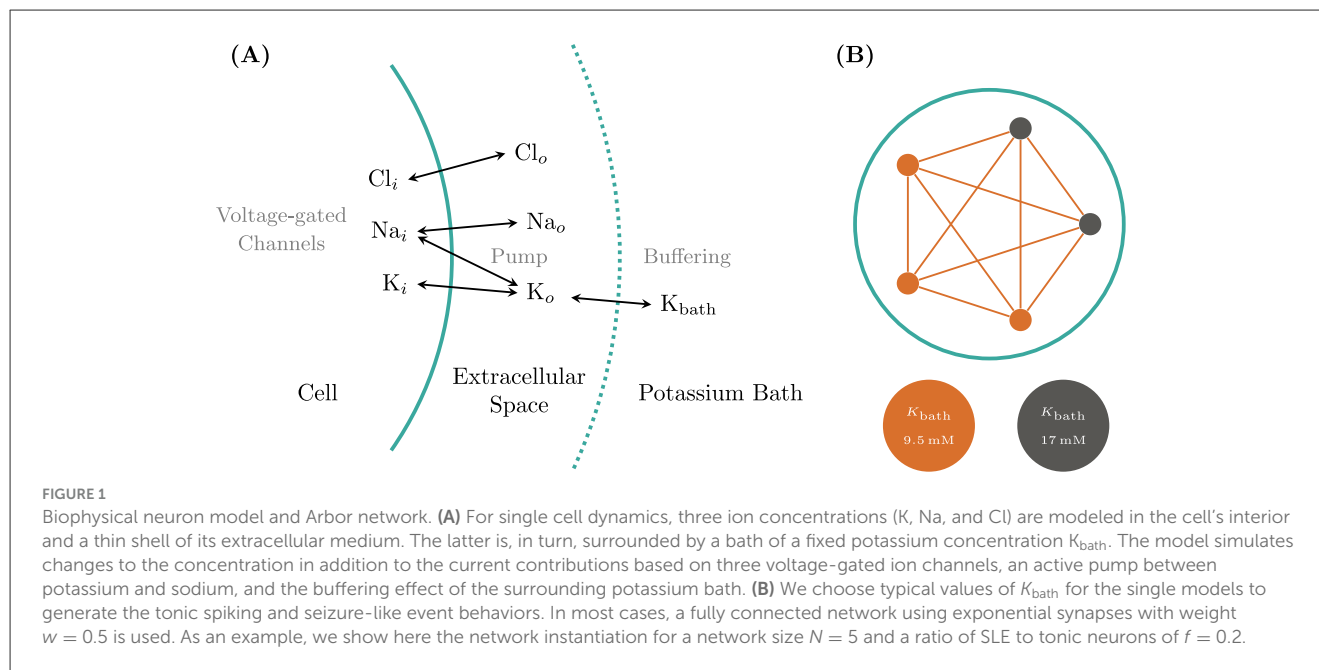 (A)
Cl𝑜
Cl𝑖
Voltage-gated
Channels
Na𝑖
Na𝑜
Pump
Buffering
K𝑖
K𝑜
K_bath
Cell
Extracellular
Space
Potassium Bath
(B)
K_bath
9.5 mM
K_bath
17 mM
FIGURE 1
Biophysical neuron model and Arbor network. (A) For single cell dynamics, three ion concentrations (K, Na, and Cl) are modeled in the cell's interior
and a thin shell of its extracellular medium. The latter is, in turn, surrounded by a bath of a fixed potassium concentration K_bath. The model simulates
changes to the concentration in addition to the current contributions based on three voltage-gated ion channels, an active pump between
potassium and sodium, and the buffering effect of the surrounding potassium bath. (B) We choose typical values of K_bath for the single models to
generate the tonic spiking and seizure-like event behaviors. In most cases, a fully connected network using exponential synapses with weight
w = 0.5 is used. As an example, we show here the network instantiation for a network size N = 5 and a ratio of SLE to tonic neurons of f = 0.2.